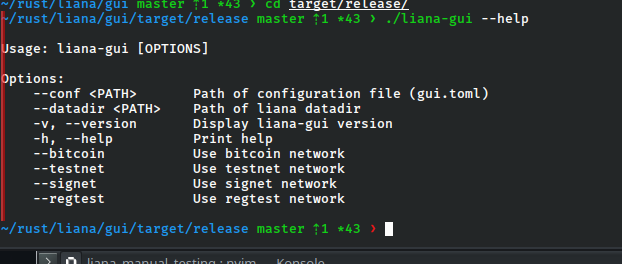 ~/rust/liana/gui master ⇡1 *43 ❯ cd target/release/
~/rust/liana/gui/target/release master ⇡1 *43 ❯ ./liana-gui --help
Usage: liana-gui [OPTIONS]
Options:
--conf <PATH> Path of configuration file (gui.toml)
--datadir <PATH> Path of liana datadir
-v, --version Display liana-gui version
-h, --help Print help
--bitcoin Use bitcoin network
--testnet Use testnet network
--signet Use signet network
--regtest Use regtest network
~/rust/liana/gui/target/release master ⇡1 *43 ❯
liana_manual_testing : nvim — Konsole